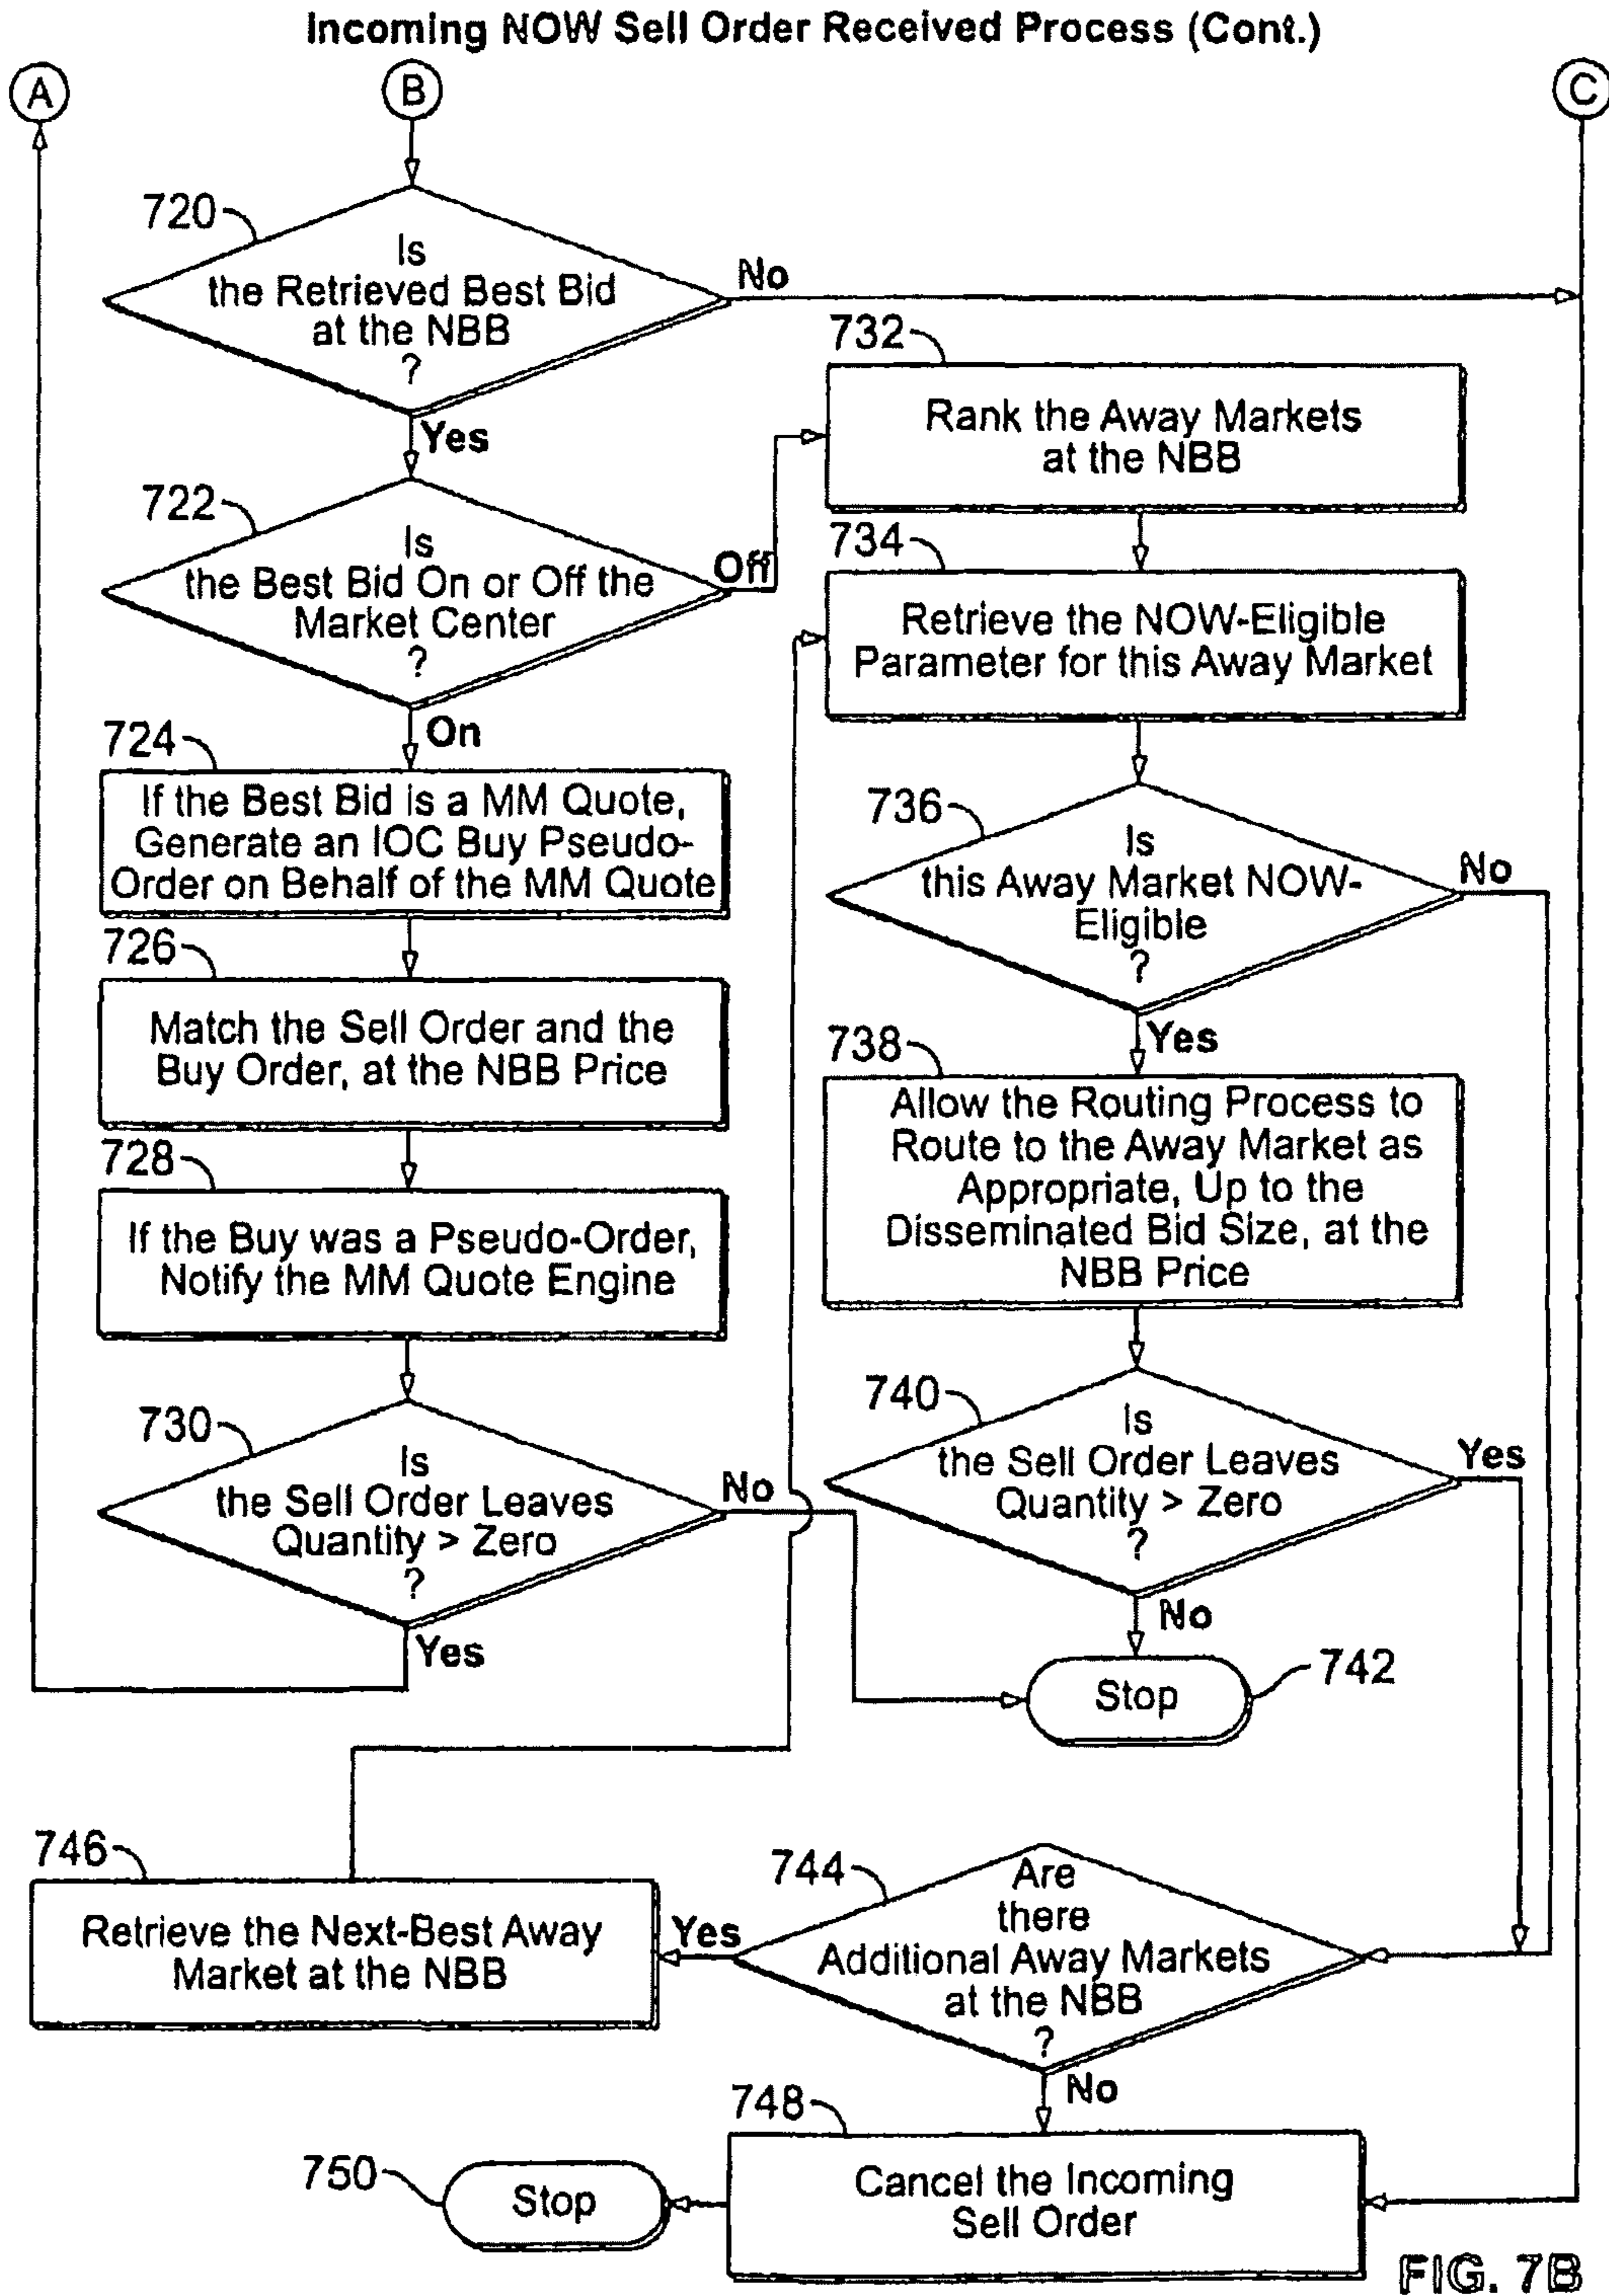 Incoming NOW Sell Order Received Process (Cont.)
A
B
C
720
Is
the Retrieved Best Bid
at the NBB
?
No
Yes
722
Is
the Best Bid On or Off the
Market Center
?
Off
On
724
If the Best Bid is a MM Quote,
Generate an IOC Buy Pseudo-
Order on Behalf of the MM Quote
726
Match the Sell Order and the
Buy Order, at the NBB Price
728
If the Buy was a Pseudo-Order,
Notify the MM Quote Engine
730
Is
the Sell Order Leaves
Quantity > Zero
?
No
Yes
732
Rank the Away Markets
at the NBB
734
Retrieve the NOW-Eligible
Parameter for this Away Market
736
Is
this Away Market NOW-
Eligible
?
No
Yes
738
Allow the Routing Process to
Route to the Away Market as
Appropriate, Up to the
Disseminated Bid Size, at the
NBB Price
740
Is
the Sell Order Leaves
Quantity > Zero
?
Yes
No
Stop
742
744
Are
there
Additional Away Markets
at the NBB
?
Yes
No
746
Retrieve the Next-Best Away
Market at the NBB
748
Cancel the Incoming
Sell Order
750
Stop
FIG. 7B